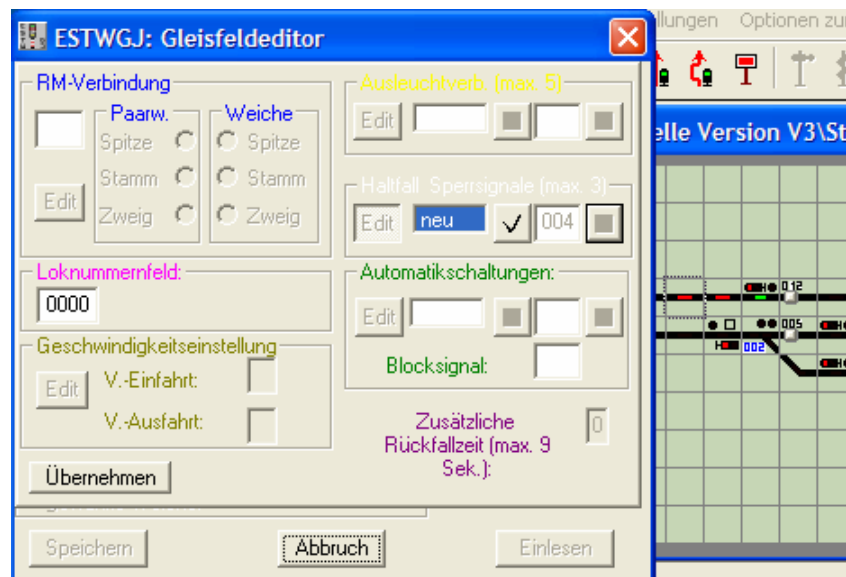 ESTWGJ: Gleisfeldeditor
RM-Verbindung
Paarw.
Weiche
Spitze
Spitze
Stamm
Stamm
Edit
Zweig
Zweig
Ausleuchtverb. (max. 5)
Edit
Haltfall Sperrsignale (max. 3)
Edit
neu
004
Loknummernfeld:
0000
Automatikschaltungen:
Edit
Blocksignal:
Geschwindigkeitseinstellung
Edit
V.-Einfahrt:
V.-Ausfahrt:
Zusätzliche
Rückfallzeit (max. 9
Sek.):
0
Übernehmen
Speichern
Abbruch
Einlesen
llungen Optionen zu
elle Version V3\St
012
005
002